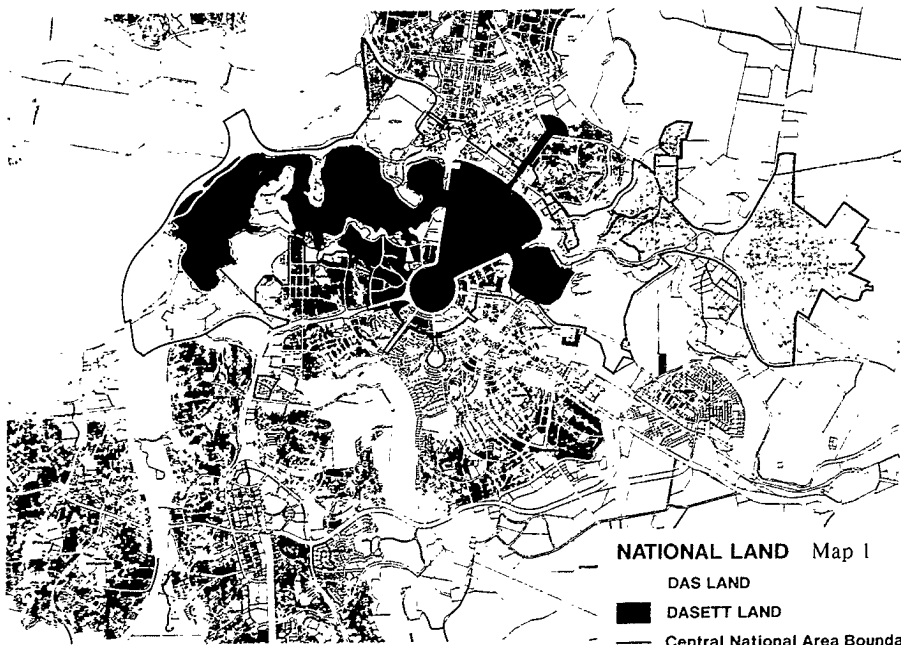 NATIONAL LAND Map 1
DAS LAND
DASETT LAND
Central National Area Bounda